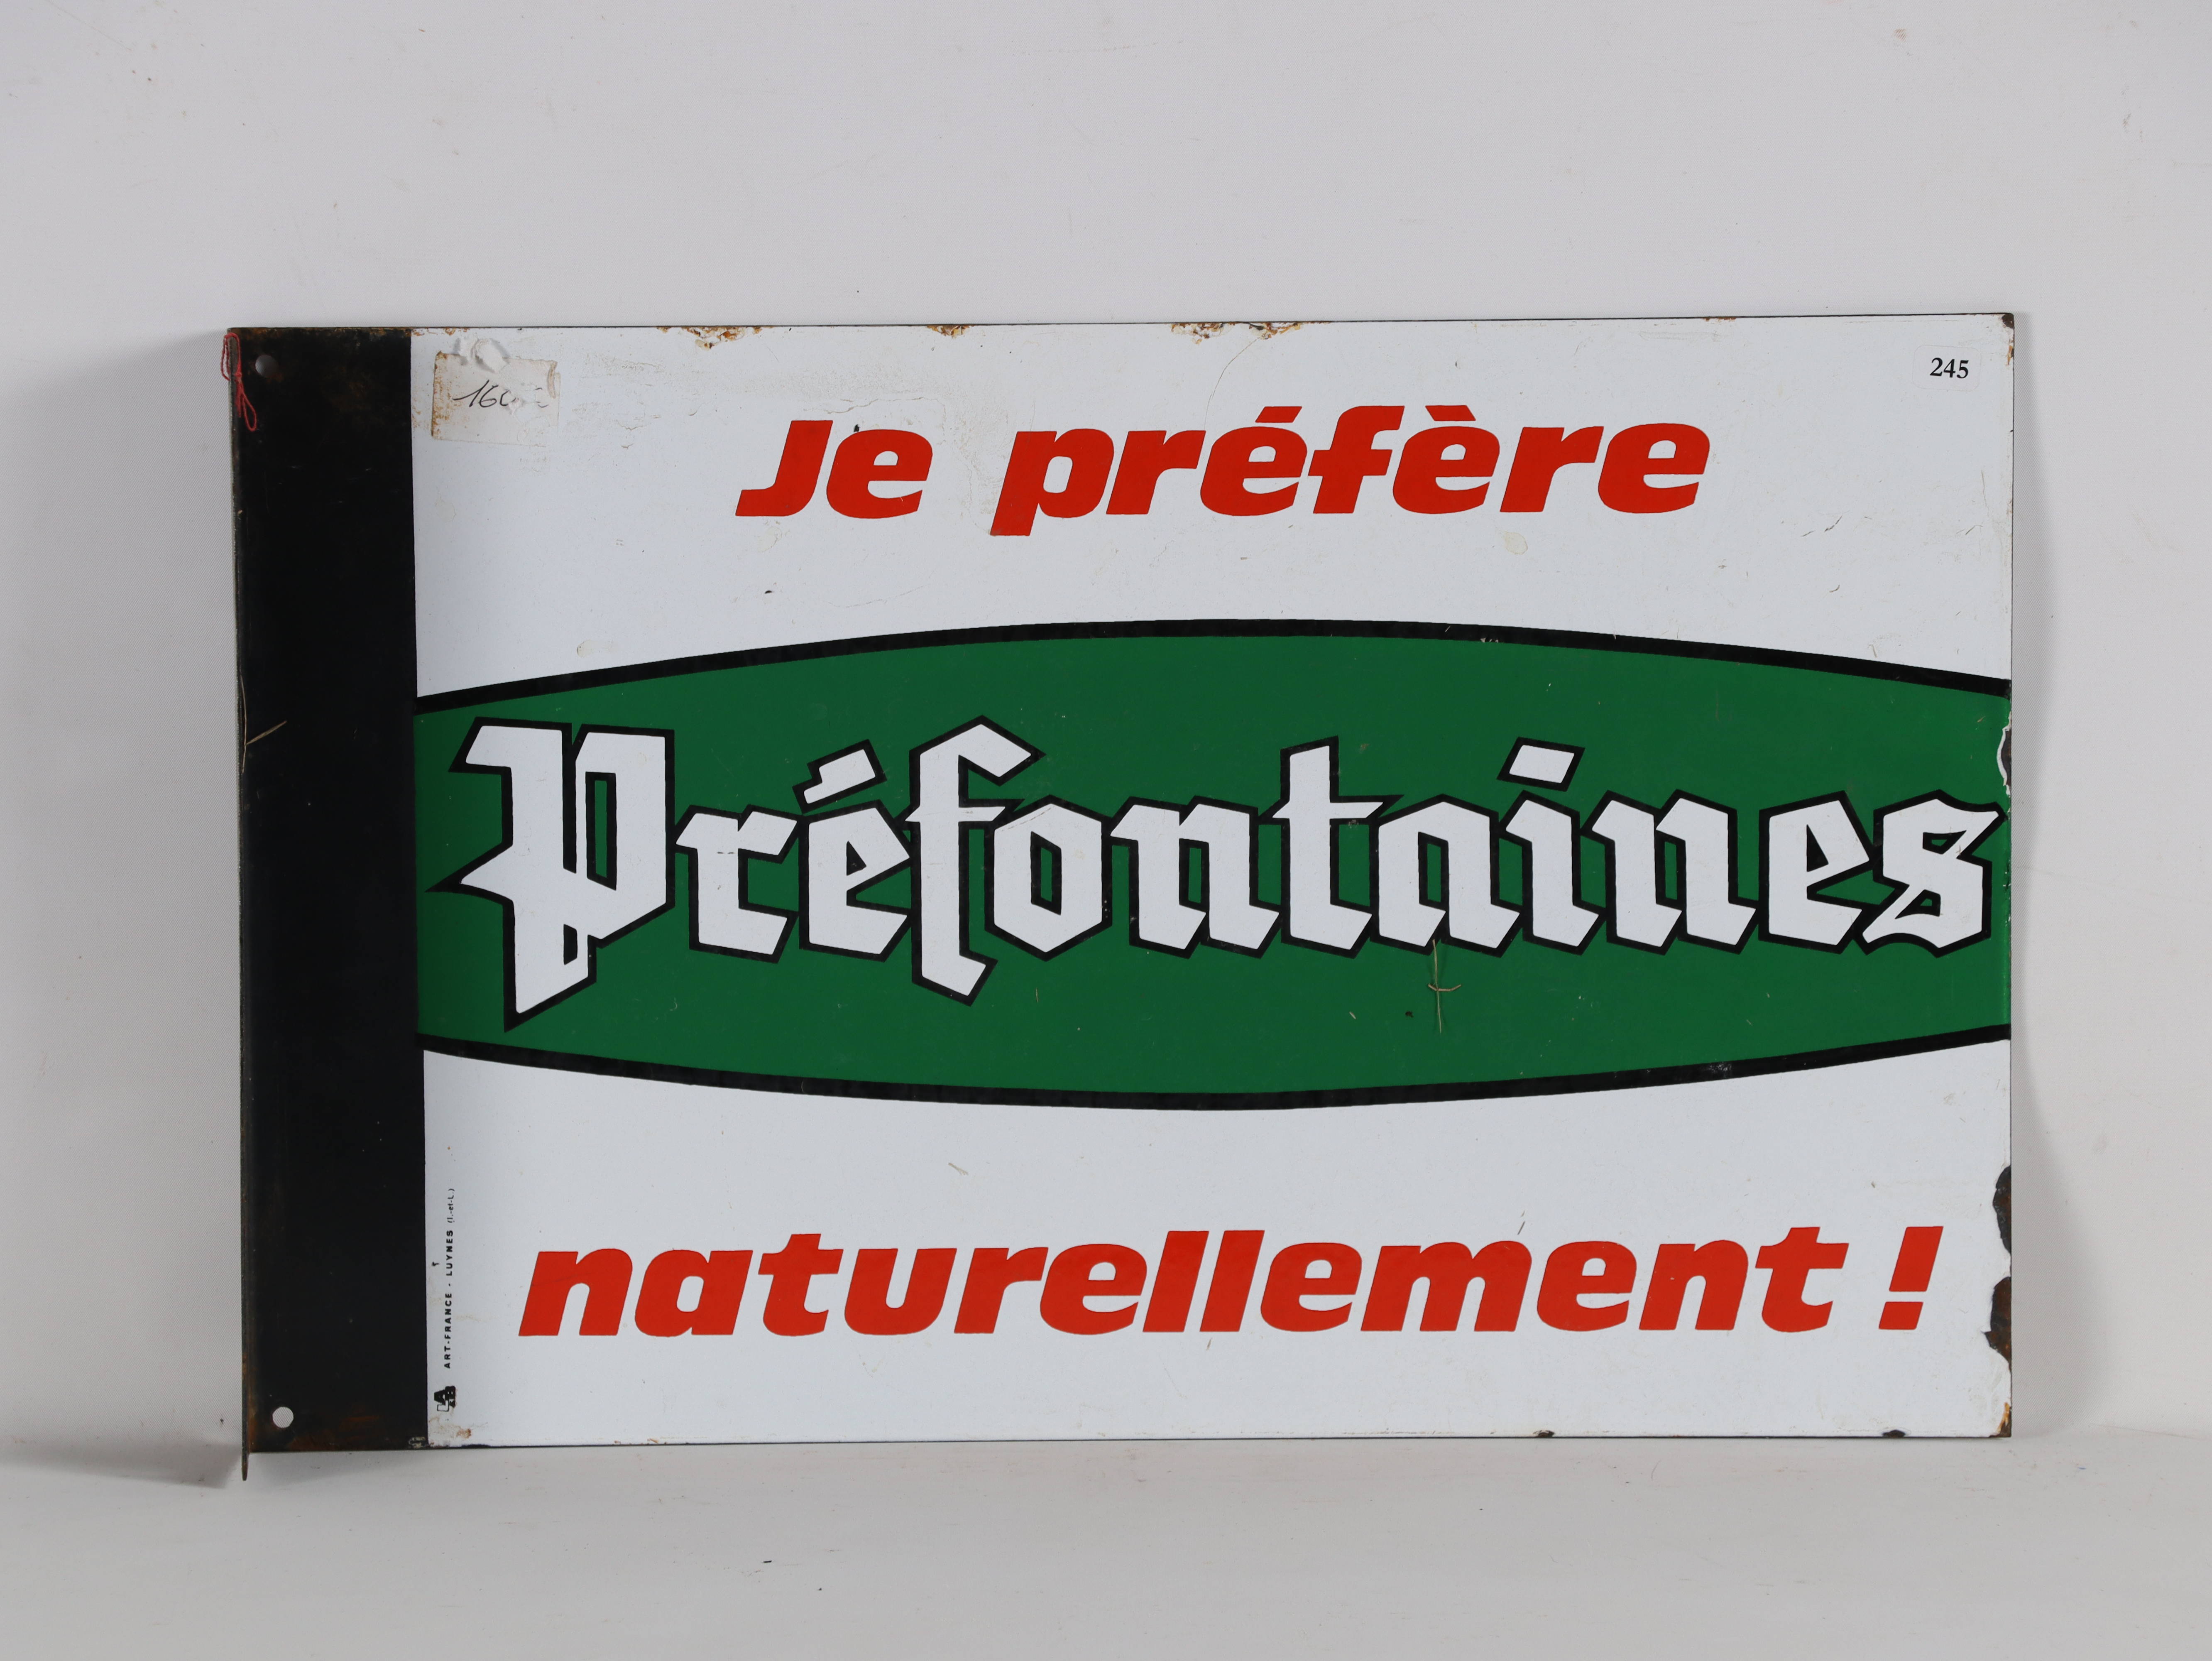 245
Je préfère
Préfontaines
naturellement !
ART-FRANCE - LUYNES (I.-et-L.)